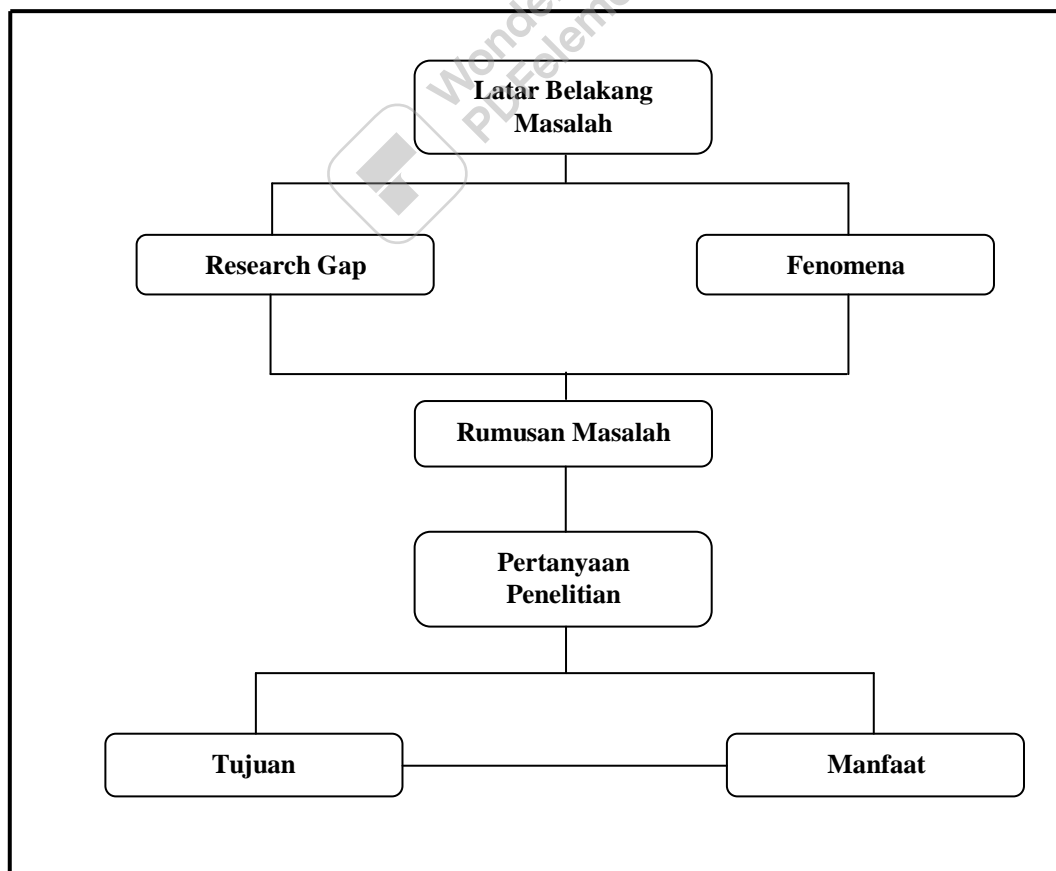 Latar Belakang
Masalah
Research Gap
Fenomena
Rumusan Masalah
Pertanyaan
Penelitian
Tujuan
Manfaat